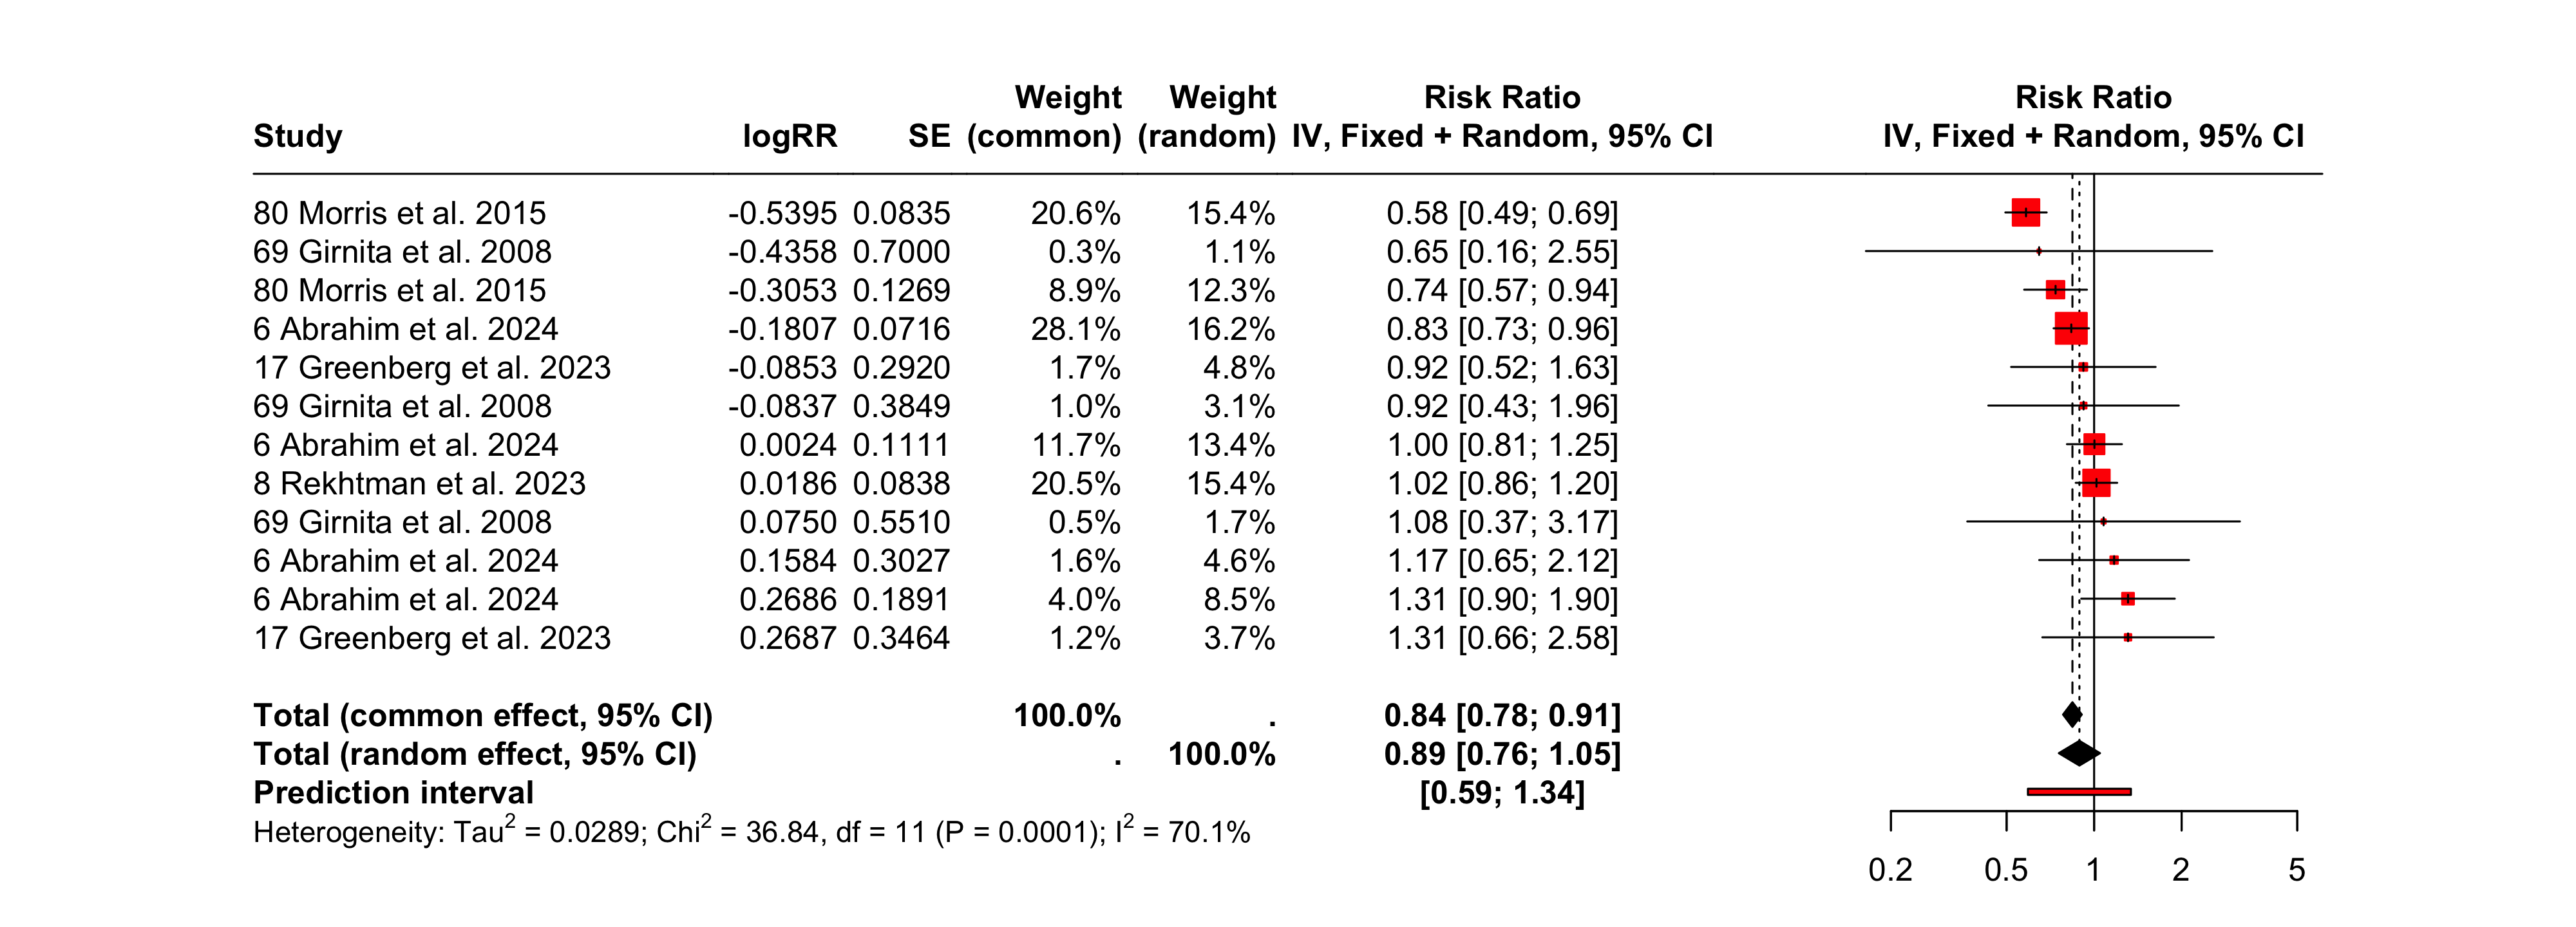 Weight Weight Risk Ratio Risk Ratio
Study logRR SE (common) (random) IV, Fixed + Random, 95% CI IV, Fixed + Random, 95% CI
80 Morris et al. 2015 -0.5395 0.0835 20.6% 15.4% 0.58 [0.49; 0.69]
69 Girnita et al. 2008 -0.4358 0.7000 0.3% 1.1% 0.65 [0.16; 2.55]
80 Morris et al. 2015 -0.3053 0.1269 8.9% 12.3% 0.74 [0.57; 0.94]
6 Abrahim et al. 2024 -0.1807 0.0716 28.1% 16.2% 0.83 [0.73; 0.96]
17 Greenberg et al. 2023 -0.0853 0.2920 1.7% 4.8% 0.92 [0.52; 1.63]
69 Girnita et al. 2008 -0.0837 0.3849 1.0% 3.1% 0.92 [0.43; 1.96]
6 Abrahim et al. 2024 0.0024 0.1111 11.7% 13.4% 1.00 [0.81; 1.25]
8 Rekhtman et al. 2023 0.0186 0.0838 20.5% 15.4% 1.02 [0.86; 1.20]
69 Girnita et al. 2008 0.0750 0.5510 0.5% 1.7% 1.08 [0.37; 3.17]
6 Abrahim et al. 2024 0.1584 0.3027 1.6% 4.6% 1.17 [0.65; 2.12]
6 Abrahim et al. 2024 0.2686 0.1891 4.0% 8.5% 1.31 [0.90; 1.90]
17 Greenberg et al. 2023 0.2687 0.3464 1.2% 3.7% 1.31 [0.66; 2.58]
Total (common effect, 95% CI) 100.0% . 0.84 [0.78; 0.91]
Total (random effect, 95% CI) . 100.0% 0.89 [0.76; 1.05]
Prediction interval [0.59; 1.34]
Heterogeneity: Tau² = 0.0289; Chi² = 36.84, df = 11 (P = 0.0001); I² = 70.1%
0.2 0.5 1 2 5